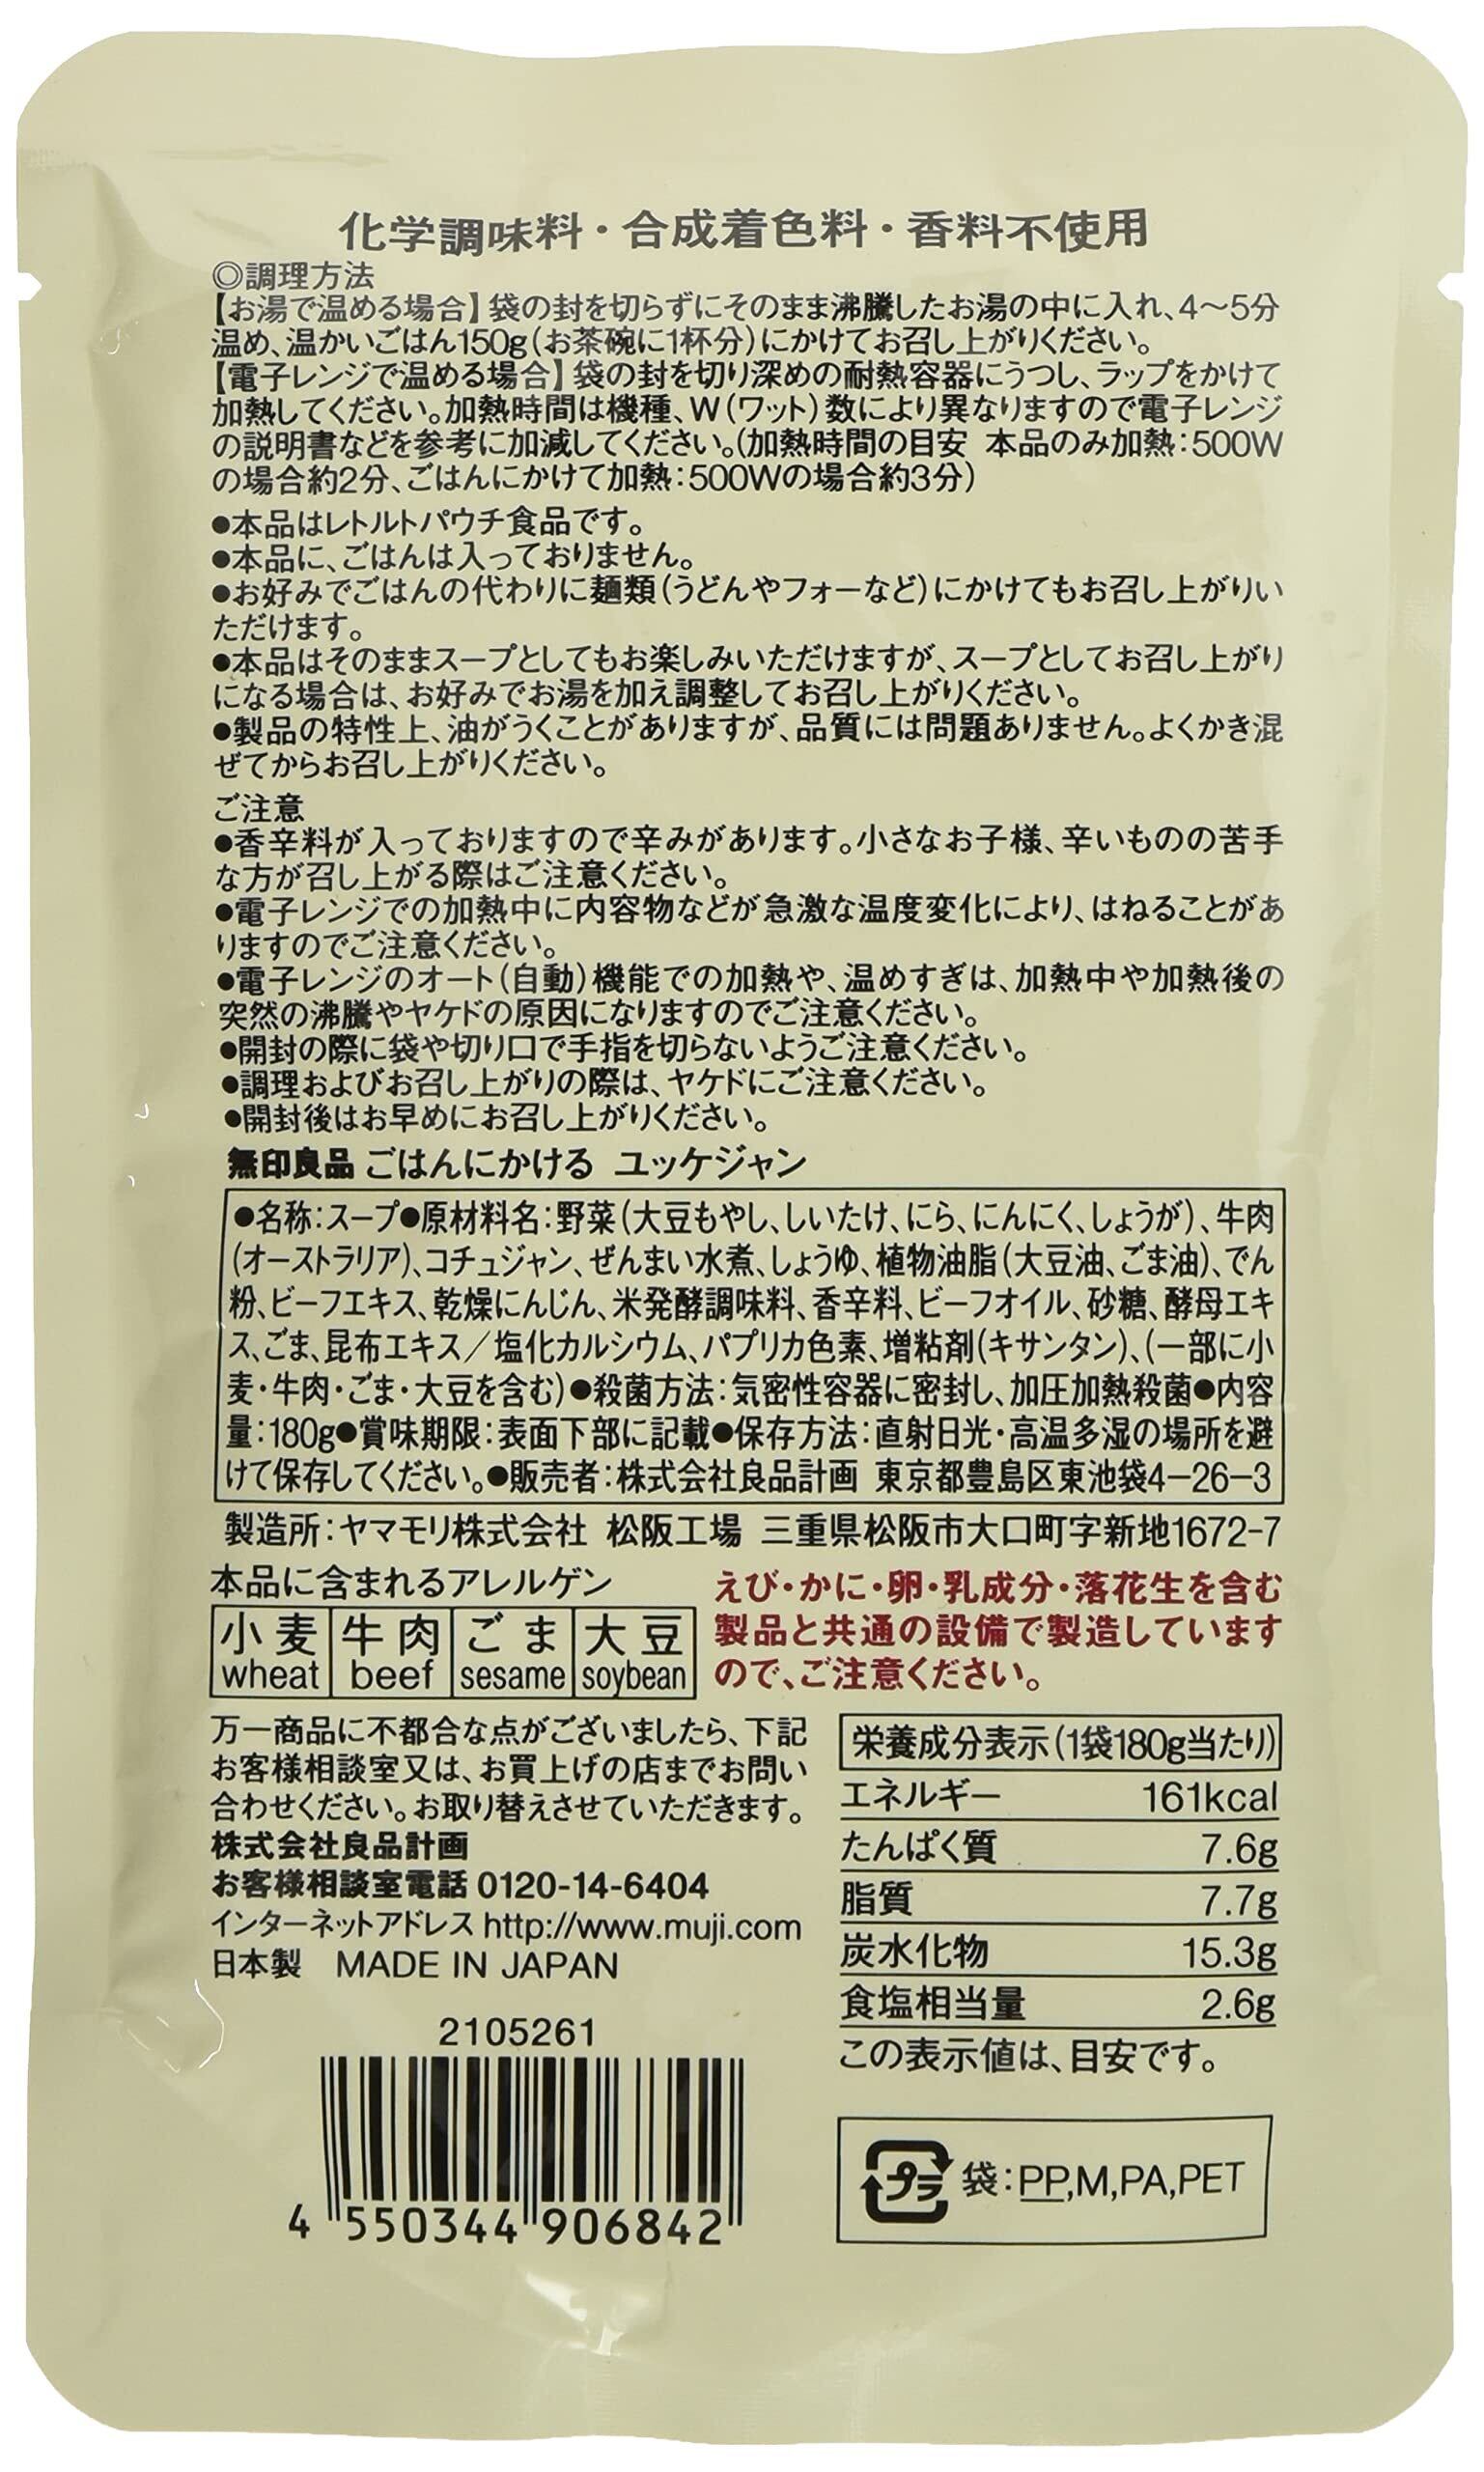 化学調味料・合成着色料・香料不使用
◎調理方法
【お湯で温める場合】袋の封を切らずにそのまま沸騰したお湯の中に入れ、4〜5分
温め、温かいごはん150g(お茶碗に1杯分)にかけてお召し上がりください。
【電子レンジで温める場合】袋の封を切り深めの耐熱容器にうつし、ラップをかけて
加熱してください。加熱時間は機種、W(ワット)数により異なりますので電子レンジ
の説明書などを参考に加減してください。(加熱時間の目安 本品のみ加熱:500W
の場合約2分、ごはんにかけて加熱:500Wの場合約3分)
●本品はレトルトパウチ食品です。
●本品に、ごはんは入っておりません。
●お好みでごはんの代わりに麺類(うどんやフォーなど)にかけてもお召し上がりい
ただけます。
●本品はそのままスープとしてもお楽しみいただけますが、スープとしてお召し上がり
になる場合は、お好みでお湯を加え調整してお召し上がりください。
●製品の特性上、油がうくことがありますが、品質には問題ありません。よくかき混
ぜてからお召し上がりください。
ご注意
●香辛料が入っておりますので辛みがあります。小さなお子様、辛いものの苦手
な方が召し上がる際はご注意ください。
●電子レンジでの加熱中に内容物などが急激な温度変化により、はねることがあ
りますのでご注意ください。
●電子レンジのオート(自動)機能での加熱や、温めすぎは、加熱中や加熱後の
突然の沸騰やヤケドの原因になりますのでご注意ください。
●開封の際に袋や切り口で手指を切らないようご注意ください。
●調理およびお召し上がりの際は、ヤケドにご注意ください。
●開封後はお早めにお召し上がりください。
無印良品 ごはんにかける ユッケジャン
●名称:スープ●原材料名:野菜(大豆もやし、しいたけ、にら、にんにく、しょうが)、牛肉
(オーストラリア)、コチュジャン、ぜんまい水煮、しょうゆ、植物油脂(大豆油、ごま油)、でん
粉、ビーフエキス、乾燥にんじん、米発酵調味料、香辛料、ビーフオイル、砂糖、酵母エキ
ス、ごま、昆布エキス/塩化カルシウム、パプリカ色素、増粘剤(キサンタン)、(一部に小
麦・牛肉・ごま・大豆を含む)●殺菌方法:気密性容器に密封し、加圧加熱殺菌●内容
量:180g●賞味期限:表面下部に記載●保存方法:直射日光・高温多湿の場所を避
けて保存してください。●販売者:株式会社良品計画 東京都豊島区東池袋4−26−3
製造所:ヤマモリ株式会社 松阪工場 三重県松阪市大口町字新地1672-7
本品に含まれるアレルゲン
小麦 牛肉 ごま 大豆
wheat beef sesame soybean
えび・かに・卵・乳成分・落花生を含む
製品と共通の設備で製造しています
ので、ご注意ください。
万一商品に不都合な点がございましたら、下記
お客様相談室又は、お買上げの店までお問い
合わせください。お取り替えさせていただきます。
株式会社良品計画
お客様相談室電話 0120-14-6404
インターネットアドレス http://www.muji.com
日本製 MADE IN JAPAN
栄養成分表示(1袋180g当たり)
エネルギー 161kcal
たんぱく質 7.6g
脂質 7.7g
炭水化物 15.3g
食塩相当量 2.6g
この表示値は、目安です。
2105261
4 550344 906842
プラ 袋:PP,M,PA,PET